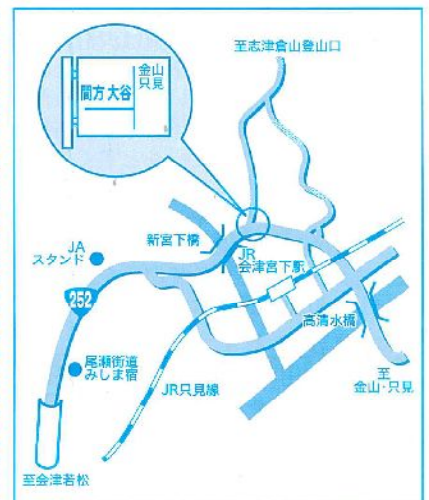 至志津倉山登山口
金山
只見
間方 大谷
新宮下橋
JR
会津宮下駅
JA
スタンド
252
高清水橋
尾瀬街道
みしま宿
JR只見線
至
金山・只見
至会津若松